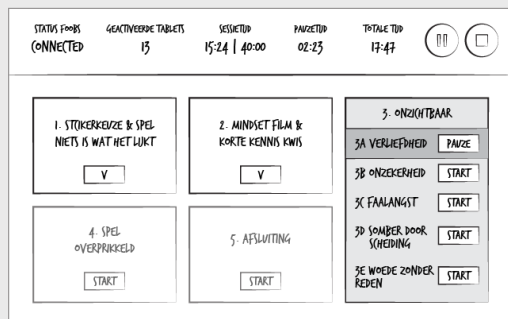 STATUS FOOBS
CONNECTED
GEACTIVEERDE TABLETS
13
SESSIETIJD
15:24 | 40:00
PAUZETIJD
02:23
TOTALE TIJD
17:47
1. STIJKERKEUZE & SPEL
NIETS IS WAT HET LIJKT
V
2. MINDSET FILM &
KORTE KENNIS KWIS
V
3. ONZICHTBAAR
3A VERLIEFDHEID PAUZE
3B ONZEKERHEID START
3C FAALANGST START
3D SOMBER DOOR
SCHEIDING START
3E WOEDE ZONDER
REDEN START
4. SPEL
OVERPRIKKELD
START
5. AFSLUITING
START